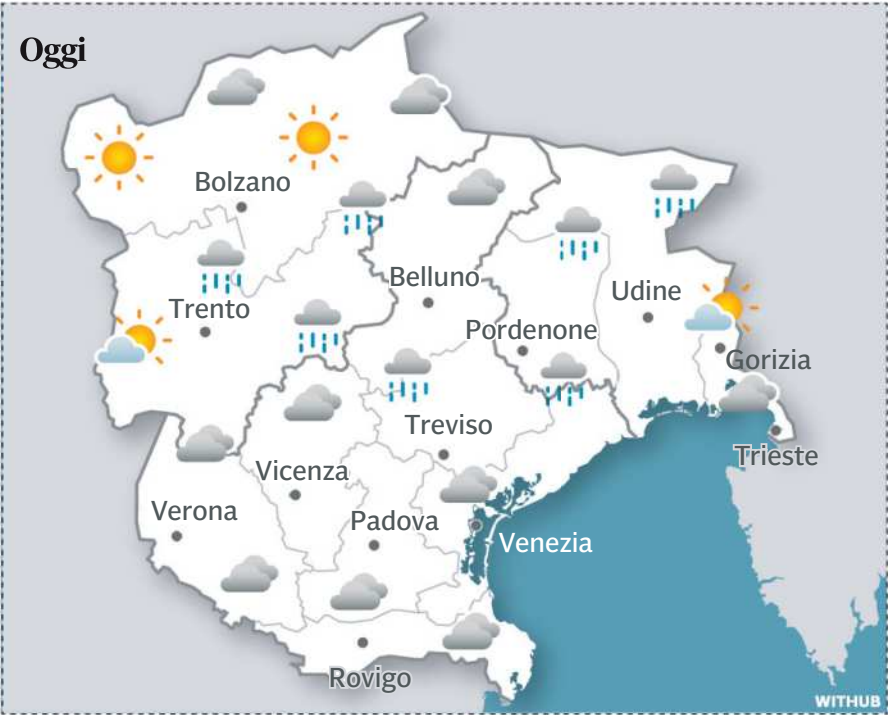 Oggi
Bolzano
Belluno
Trento
Udine
Pordenone
Gorizia
Treviso
Trieste
Vicenza
Verona
Padova
Venezia
Rovigo
WITHUB